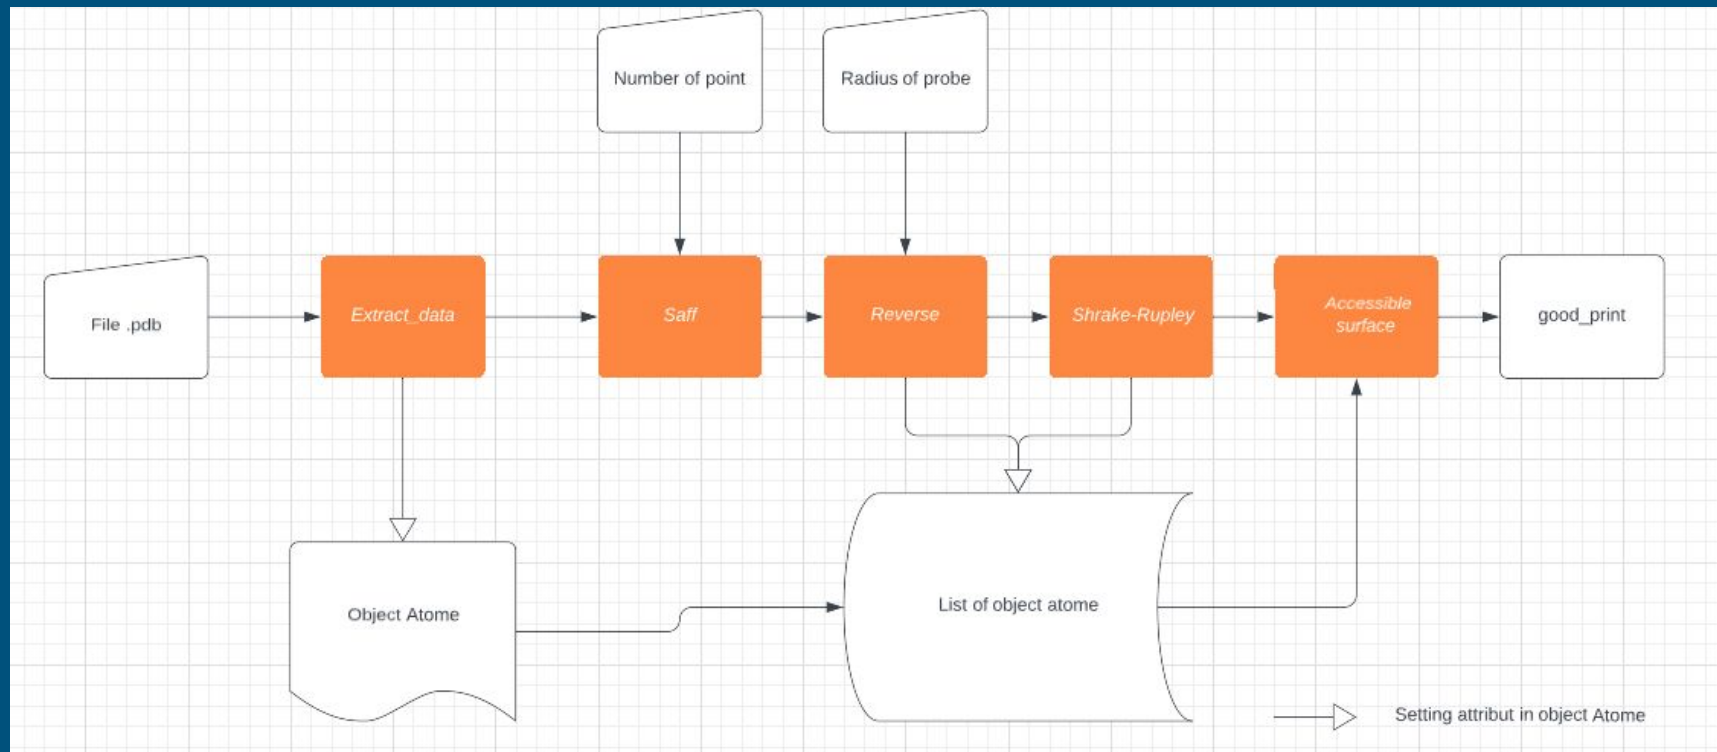 Number of point
Radius of probe
File .pdb
Extract_data
Saff
Reverse
Shrake-Rupley
Accessible
surface
good_print
Object Atome
List of object atome
Setting attribut in object Atome